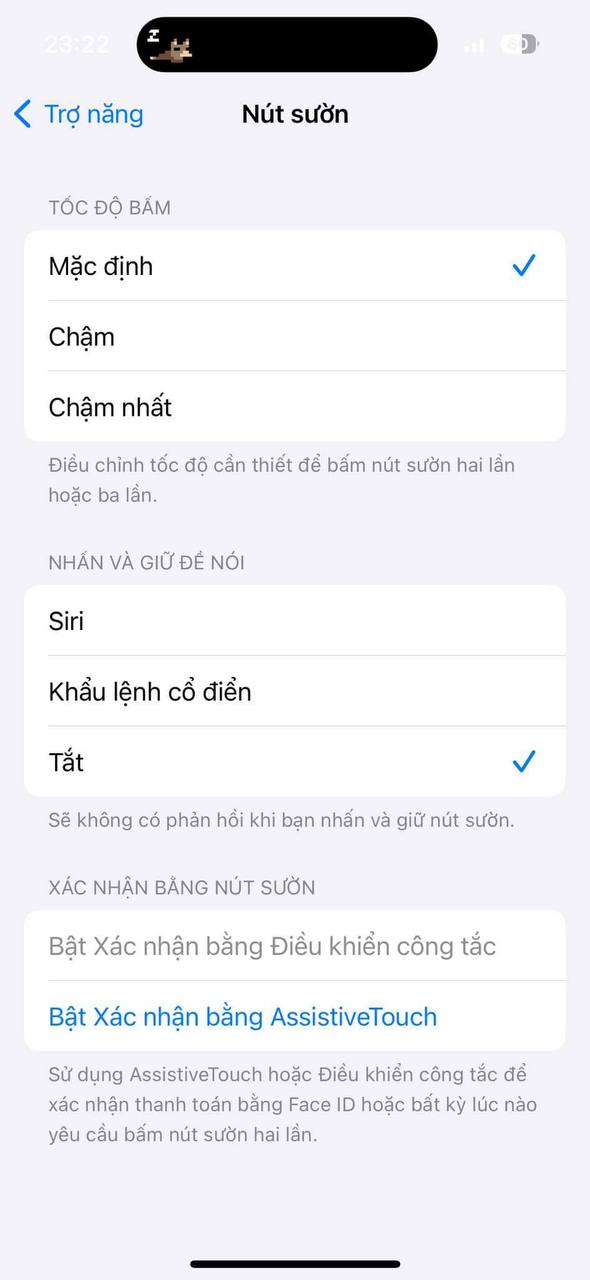 23:22
60
Trợ năng
Nút sườn
TỐC ĐỘ BẤM
Mặc định
Chậm
Chậm nhất
Điều chỉnh tốc độ cần thiết để bấm nút sườn hai lần
hoặc ba lần.
NHẤN VÀ GIỮ ĐỂ NÓI
Siri
Khẩu lệnh cổ điển
Tắt
Sẽ không có phản hồi khi bạn nhấn và giữ nút sườn.
XÁC NHẬN BẰNG NÚT SƯỜN
Bật Xác nhận bằng Điều khiển công tắc
Bật Xác nhận bằng AssistiveTouch
Sử dụng AssistiveTouch hoặc Điều khiển công tắc để
xác nhận thanh toán bằng Face ID hoặc bất kỳ lúc nào
yêu cầu bấm nút sườn hai lần.